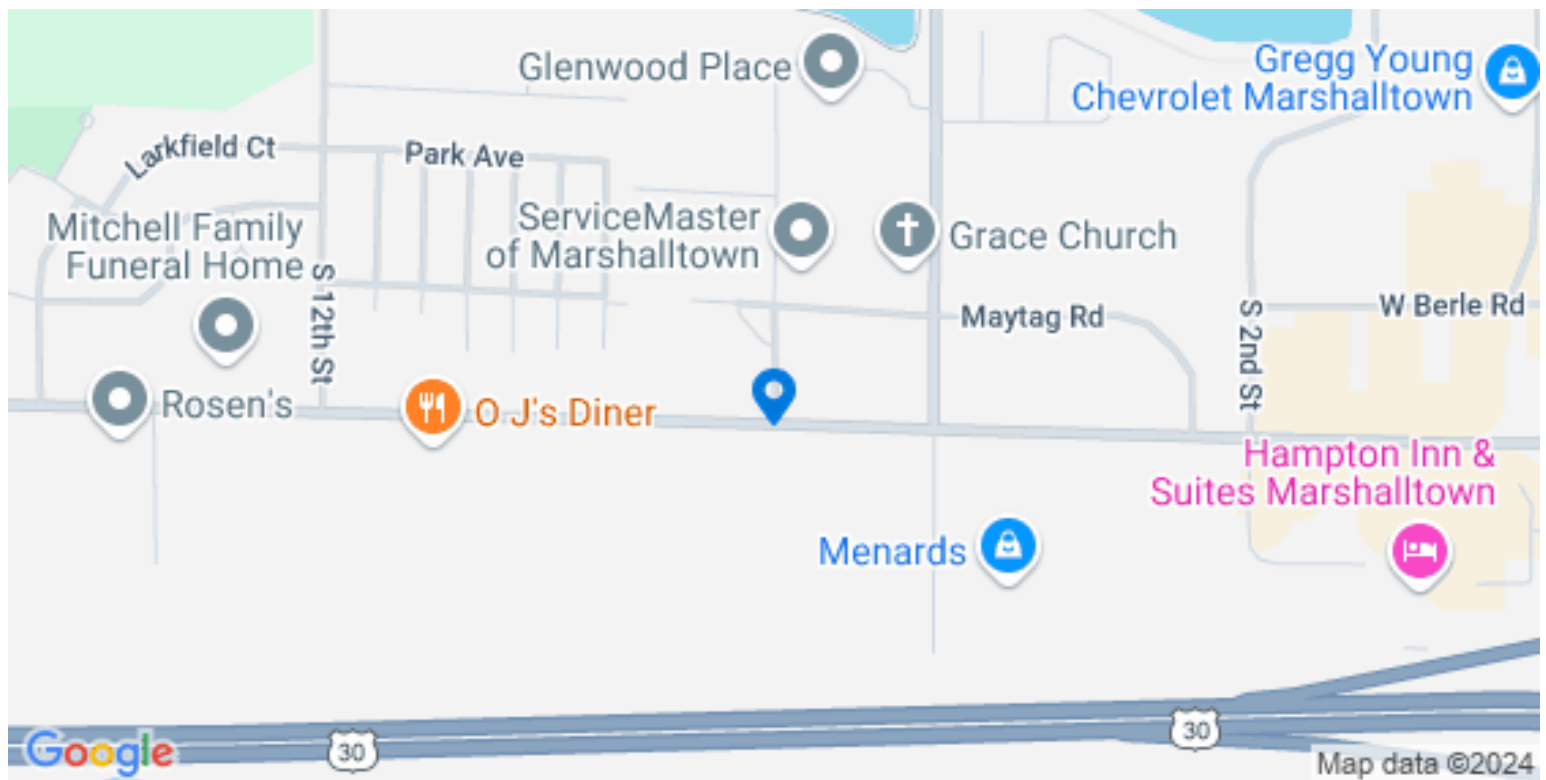 Glenwood Place
Gregg Young
Chevrolet Marshalltown
Larkfield Ct
Park Ave
Mitchell Family
Funeral Home
ServiceMaster
of Marshalltown
Grace Church
S 12th St
Maytag Rd
S 2nd St
W Berle Rd
Rosen's
O J's Diner
Hampton Inn &
Suites Marshalltown
Menards
30
30
Google
Map data ©2024